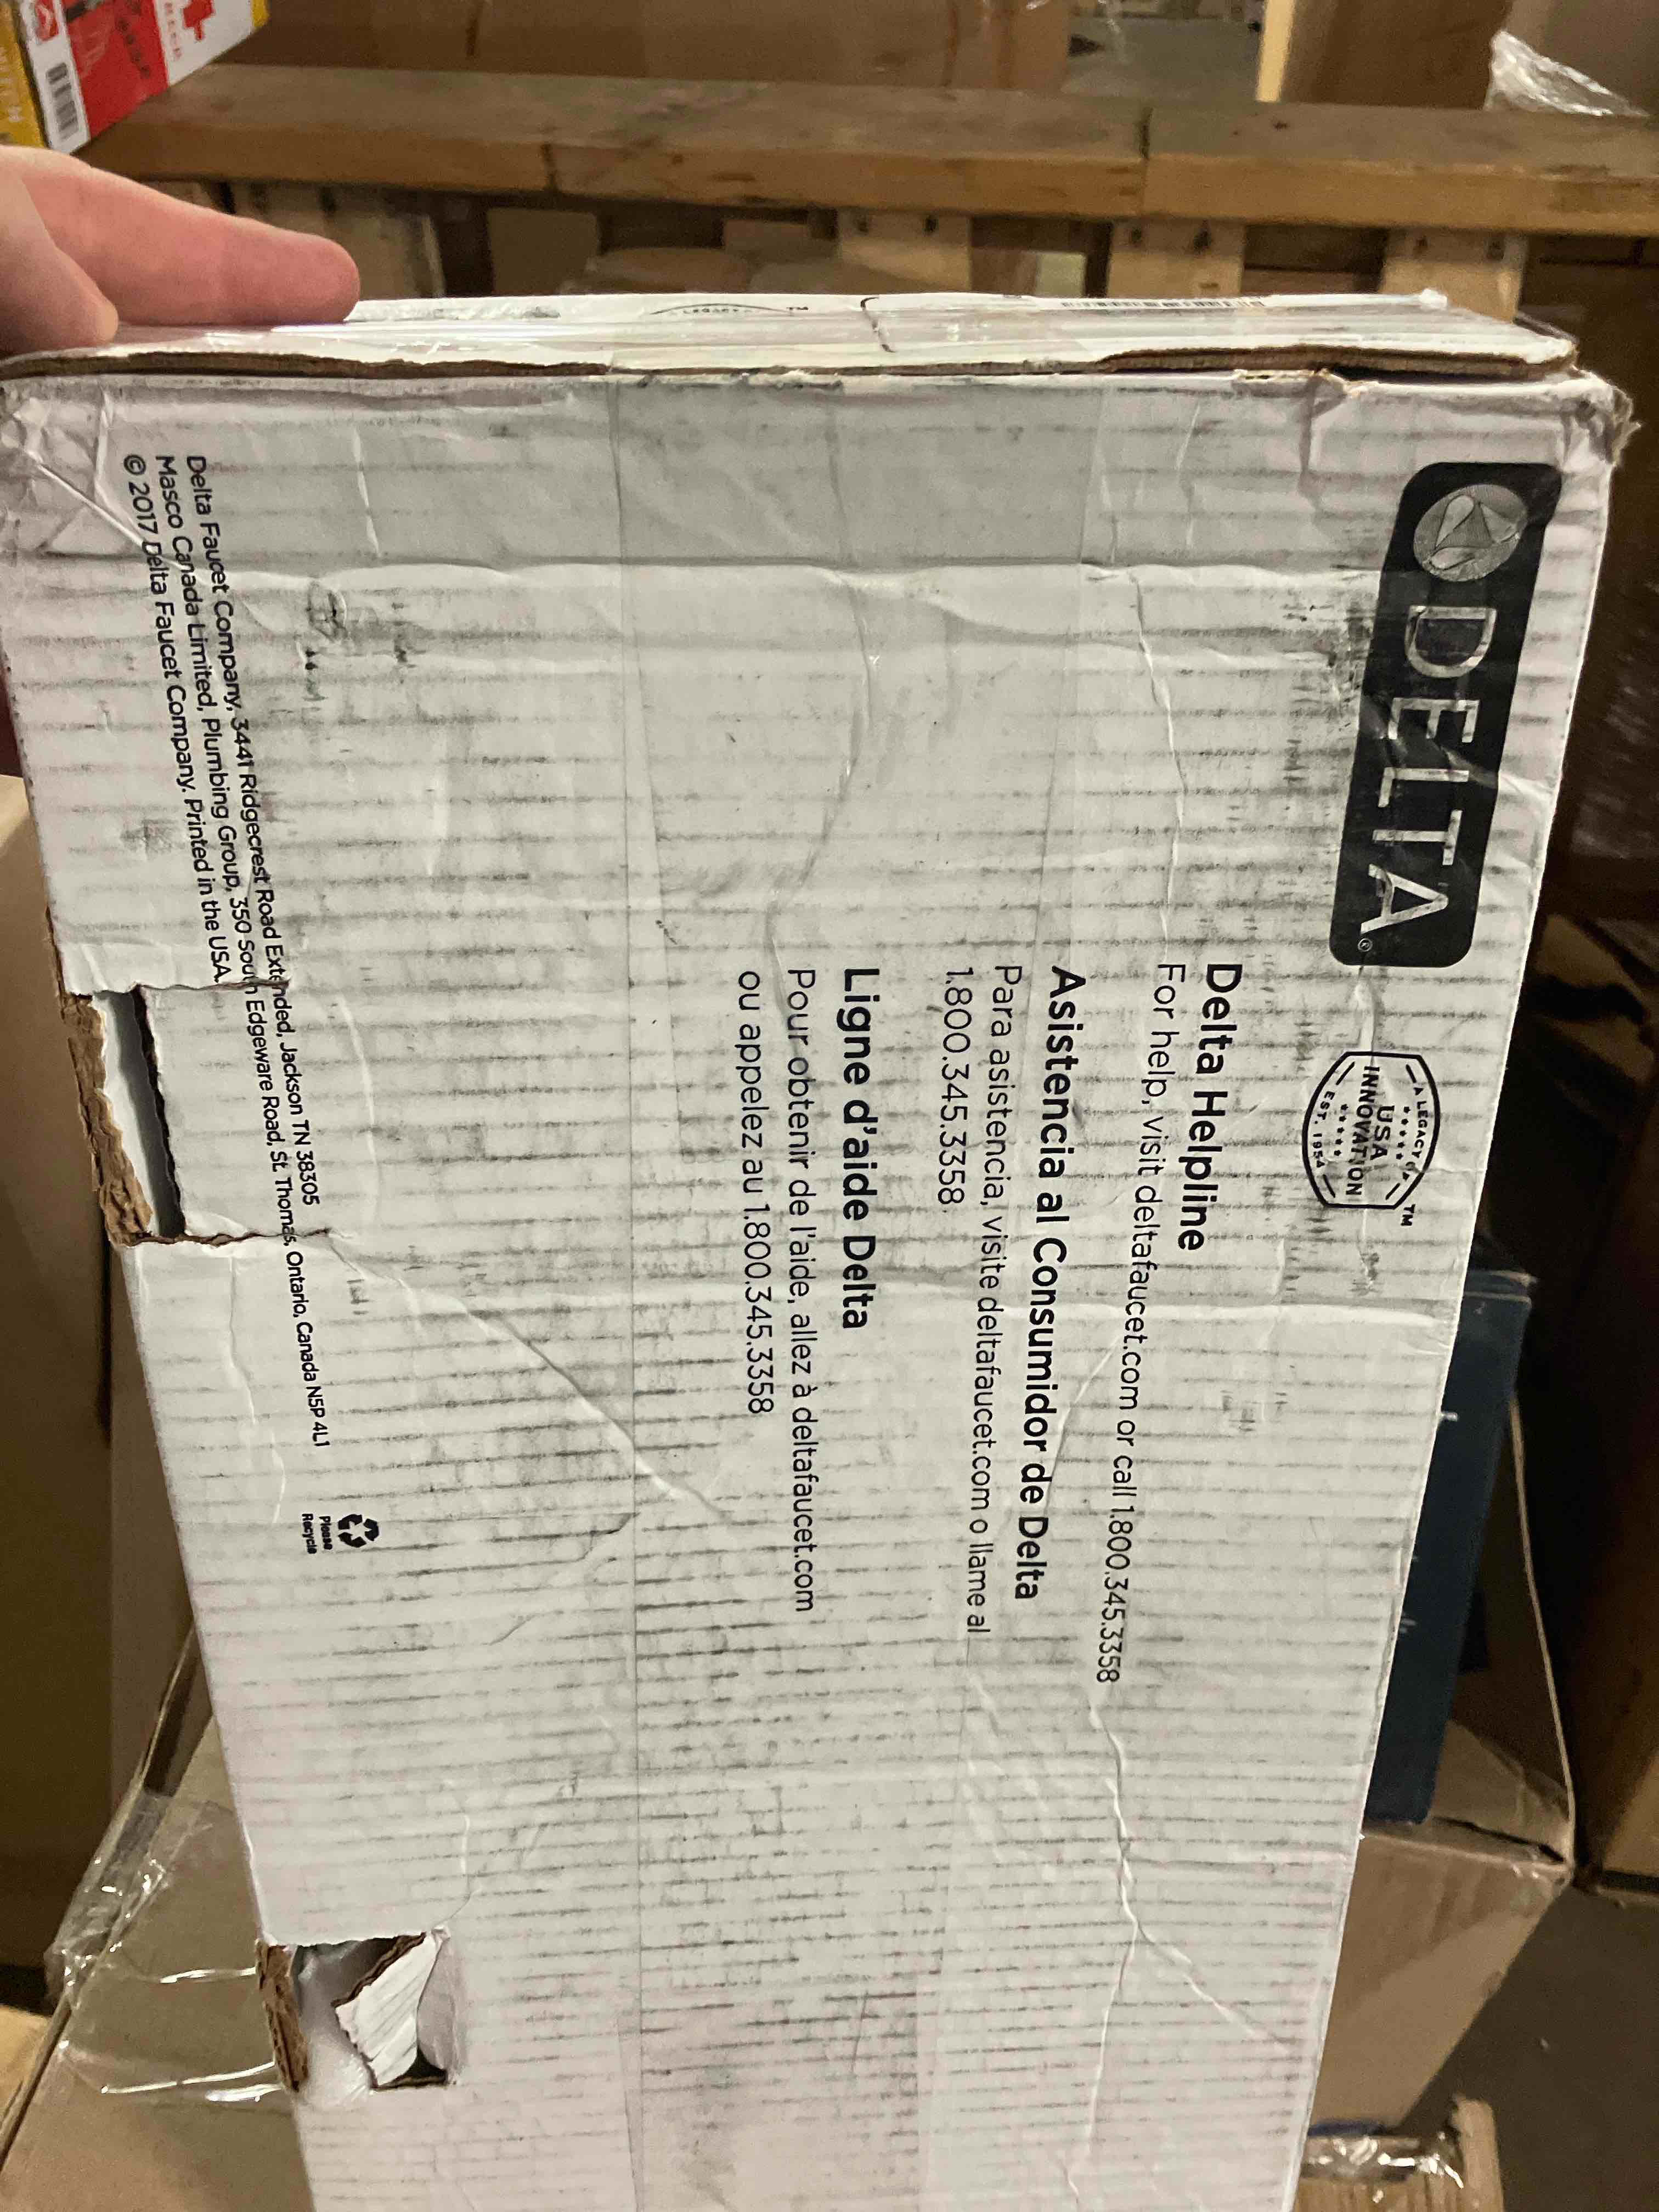 DELTA®
A LEGACY of
USA
INNOVATION
EST. 1954
TM
Delta Helpline
For help, visit deltafaucet.com or call 1.800.345.3358
Asistencia al Consumidor de Delta
Para asistencia, visite deltafaucet.com o llame al
1.800.345.3358
Ligne d'aide Delta
Pour obtenir de l'aide, allez à deltafaucet.com
ou appelez au 1.800.345.3358
Delta Faucet Company, 3441 Ridgecrest Road Extended, Jackson TN 38305
Masco Canada Limited, Plumbing Group, 350 South Edgeware Road, St. Thomas, Ontario, Canada N5P 4L1
© 2017 Delta Faucet Company. Printed in the USA.
Please
Recycle